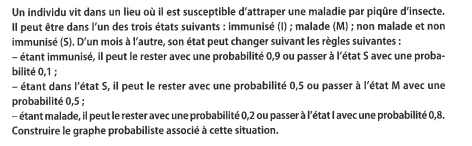 Un individu vit dans un lieu où il est susceptible d'attraper une maladie par piqûre d'insecte.
Il peut être dans l'un des trois états suivants : immunisé (I) ; malade (M) ; non malade et non
immunisé (S). D'un mois à l'autre, son état peut changer suivant les règles suivantes :
– étant immunisé, il peut le rester avec une probabilité 0,9 ou passer à l'état S avec une proba-
bilité 0,1 ;
– étant dans l'état S, il peut le rester avec une probabilité 0,5 ou passer à l'état M avec une
probabilité 0,5 ;
– étant malade, il peut le rester avec une probabilité 0,2 ou passer à l'état I avec une probabilité 0,8.
Construire le graphe probabiliste associé à cette situation.